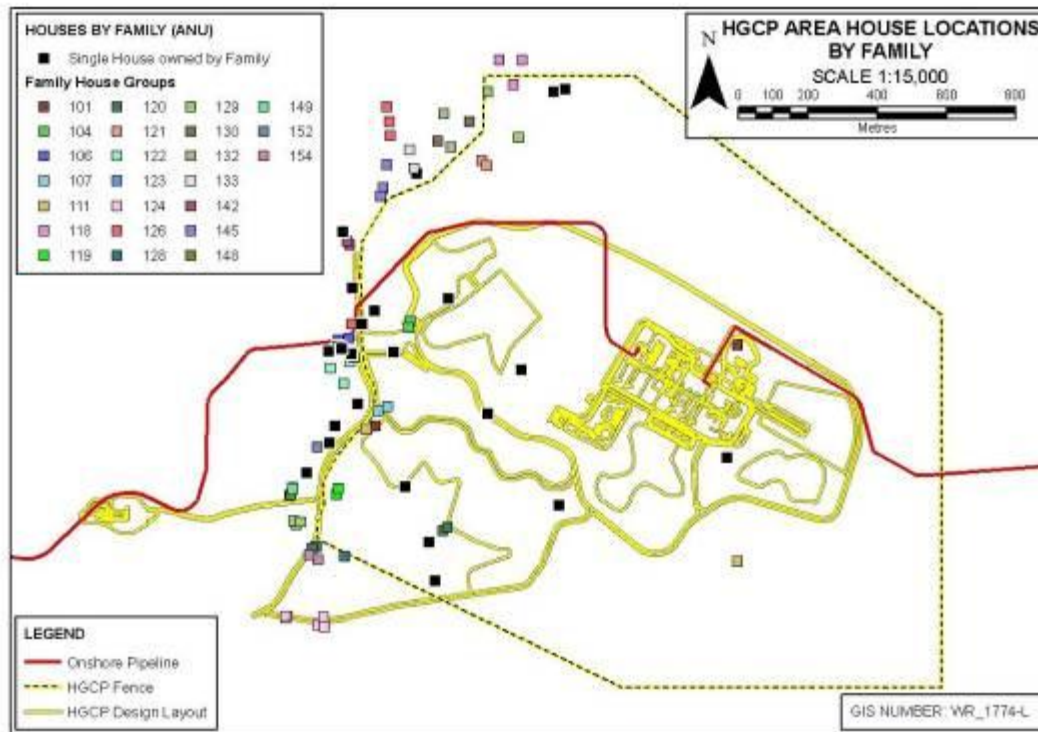 HOUSES BY FAMILY (ANU)
Single House owned by Family
Family House Groups
101 120 129 149
104 121 130 152
106 122 132 154
107 123 133
111 124 142
118 126 145
119 128 148
N
HGCP AREA HOUSE LOCATIONS
BY FAMILY
SCALE 1:15,000
0 100 200 400 600 800
Metres
LEGEND
Onshore Pipeline
HGCP Fence
HGCP Design Layout
GIS NUMBER: WR_1774-L